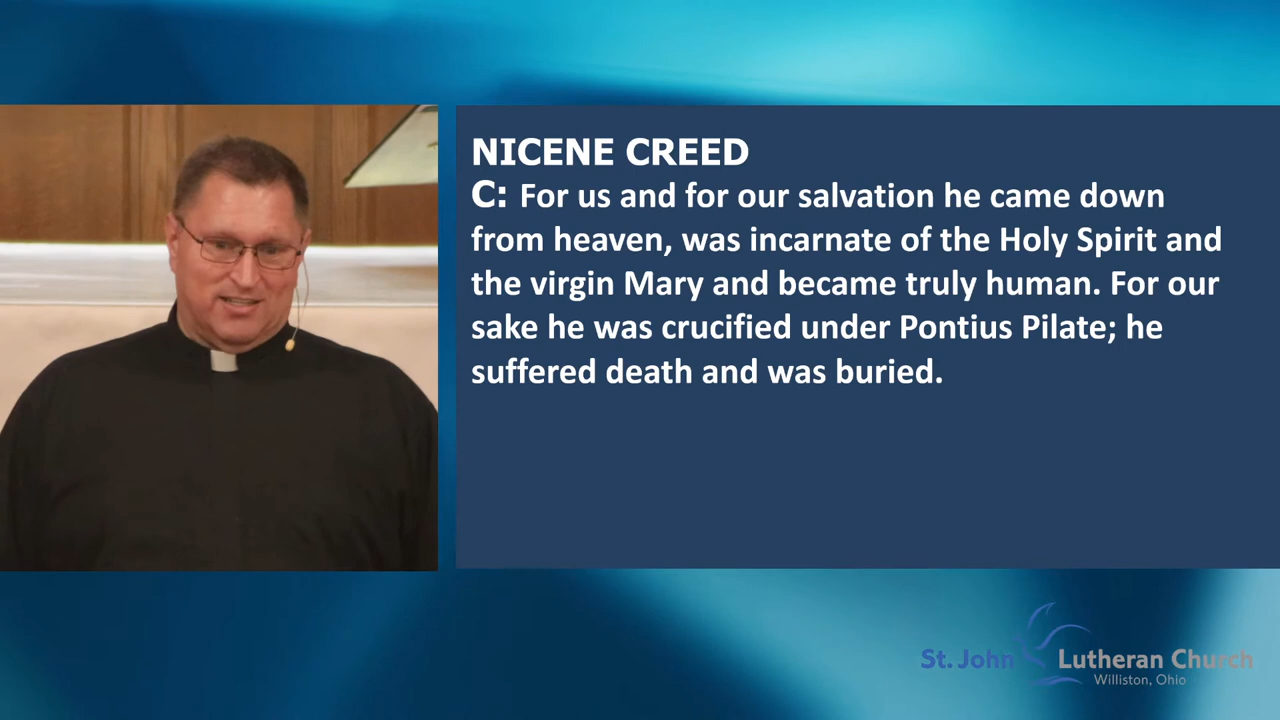 NICENE CREED
C: For us and for our salvation he came down
from heaven, was incarnate of the Holy Spirit and
the virgin Mary and became truly human. For our
sake he was crucified under Pontius Pilate; he
suffered death and was buried.
St. John Lutheran Church
Williston, Ohio